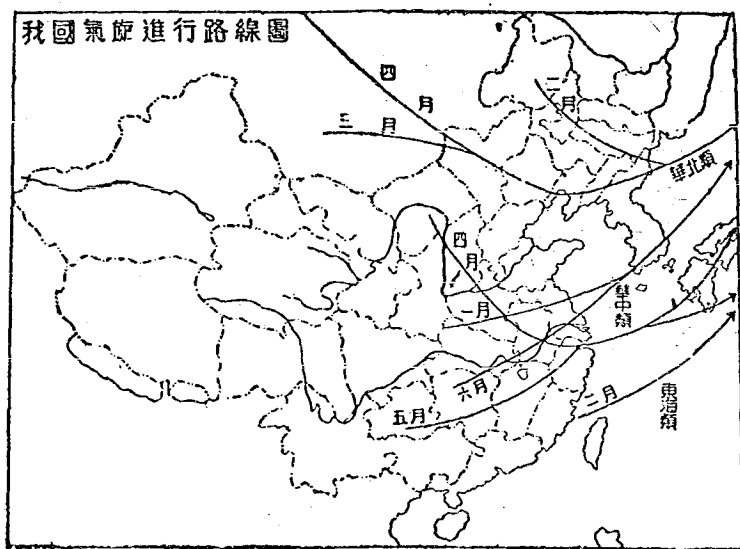 我國氣旋進行路線圖
四月
二月
三月
華北類
四月
一月
華中類
六月
五月
二月
東海類